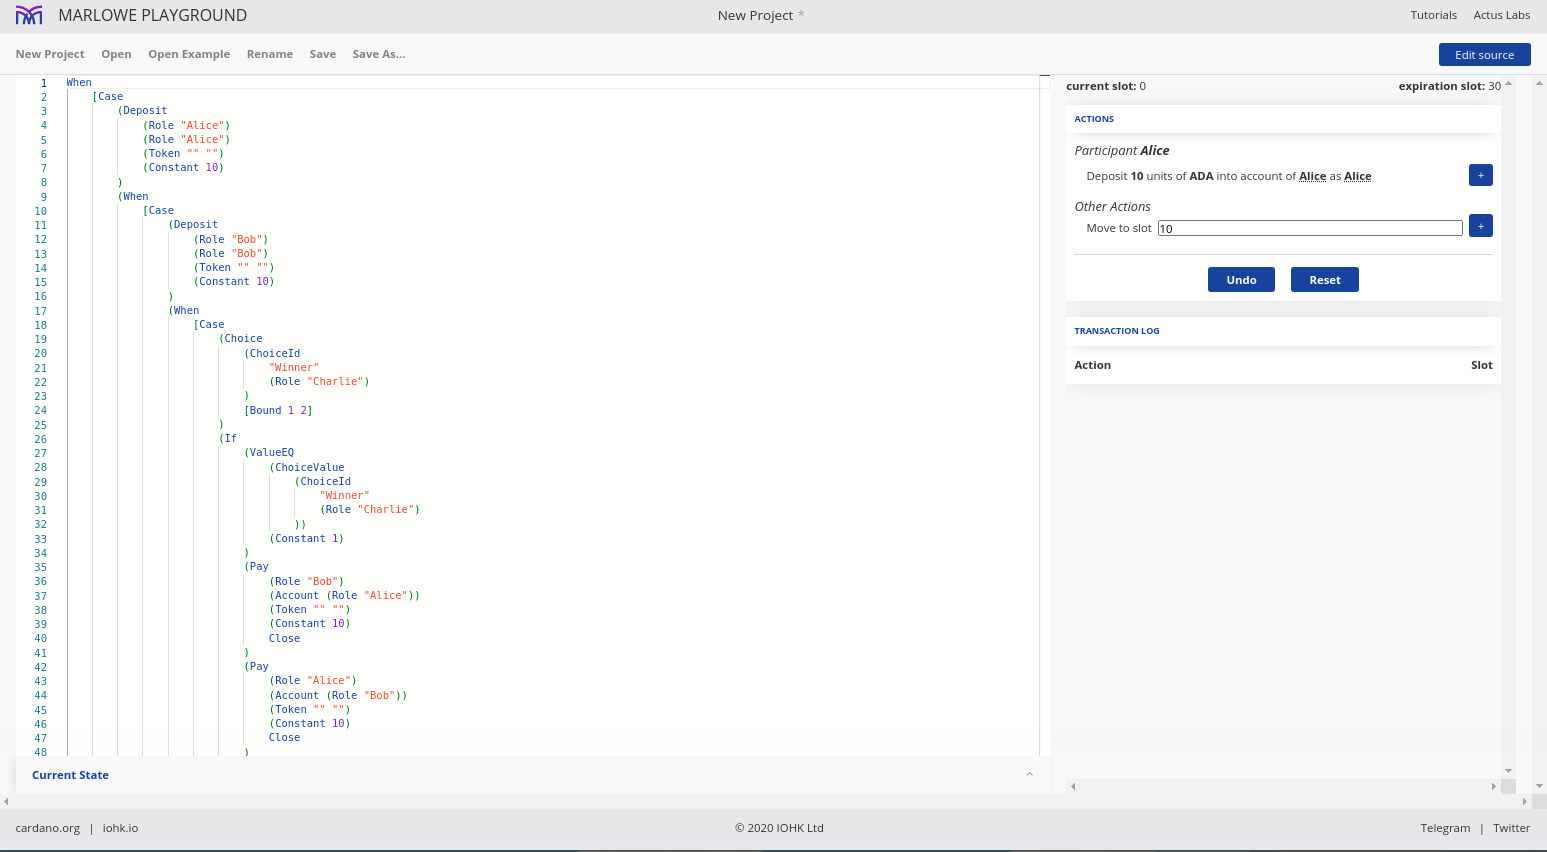 MARLOWE PLAYGROUND
New Project *
Tutorials Actus Labs
New Project Open Open Example Rename Save Save As...
Edit source
1 When
2 [Case
3 (Deposit
4 (Role "Alice")
5 (Role "Alice")
6 (Token "" "")
7 (Constant 10)
8 )
9 (When
10 [Case
11 (Deposit
12 (Role "Bob")
13 (Role "Bob")
14 (Token "" "")
15 (Constant 10)
16 )
17 (When
18 [Case
19 (Choice
20 (ChoiceId
21 "Winner"
22 (Role "Charlie")
23 )
24 [Bound 1 2]
25 )
26 (If
27 (ValueEQ
28 (ChoiceValue
29 (ChoiceId
30 "Winner"
31 (Role "Charlie")
32 ))
33 (Constant 1)
34 )
35 (Pay
36 (Role "Bob")
37 (Account (Role "Alice"))
38 (Token "" "")
39 (Constant 10)
40 Close
41 )
42 (Pay
43 (Role "Alice")
44 (Account (Role "Bob"))
45 (Token "" "")
46 (Constant 10)
47 Close
48 )
Current State
current slot: 0 expiration slot: 30
ACTIONS
Participant Alice
Deposit 10 units of ADA into account of Alice as Alice +
Other Actions
Move to slot 10 +
Undo Reset
TRANSACTION LOG
Action Slot
cardano.org | iohk.io
© 2020 IOHK Ltd
Telegram | Twitter